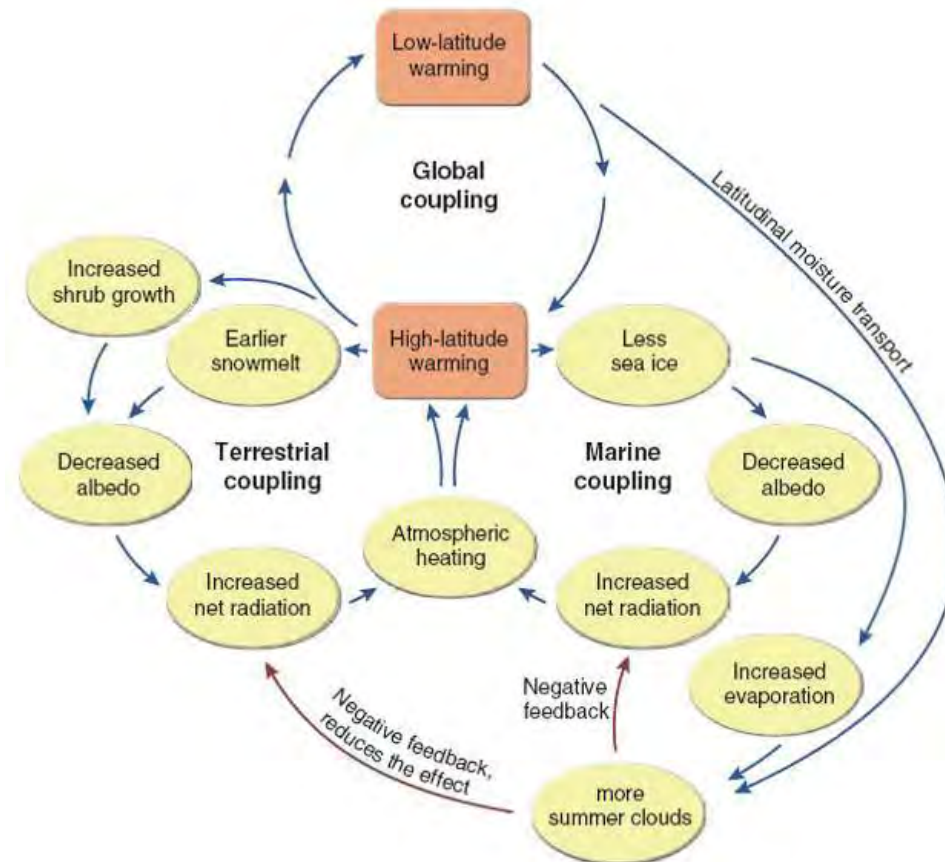 Low-latitude
warming
Global
coupling
Latitudinal moisture transport
Increased
shrub growth
Earlier
snowmelt
High-latitude
warming
Less
sea ice
Decreased
albedo
Terrestrial
coupling
Marine
coupling
Decreased
albedo
Atmospheric
heating
Increased
net radiation
Increased
net radiation
Increased
evaporation
Negative feedback,
reduces the effect
Negative
feedback
more
summer clouds